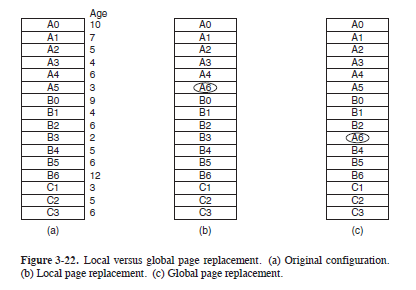 Age
A0 10 A0 A0
A1 7 A1 A1
A2 5 A2 A2
A3 4 A3 A3
A4 6 A4 A4
A5 3 A6 A5
B0 9 B0 B0
B1 4 B1 B1
B2 6 B2 B2
B3 2 B3 A6
B4 5 B4 B4
B5 6 B5 B5
B6 12 B6 B6
C1 3 C1 C1
C2 5 C2 C2
C3 6 C3 C3
(a) (b) (c)
Figure 3-22. Local versus global page replacement. (a) Original configuration.
(b) Local page replacement. (c) Global page replacement.